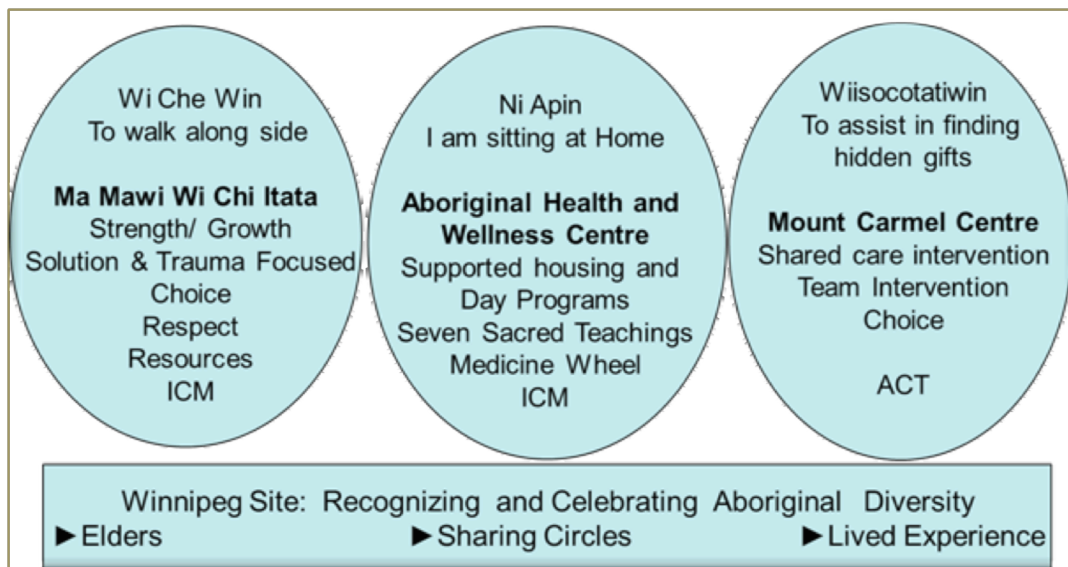 Wi Che Win
To walk along side
Ma Mawi Wi Chi Itata
Strength/ Growth
Solution & Trauma Focused
Choice
Respect
Resources
ICM
Ni Apin
I am sitting at Home
Aboriginal Health and
Wellness Centre
Supported housing and
Day Programs
Seven Sacred Teachings
Medicine Wheel
ICM
Wiisocotatiwin
To assist in finding
hidden gifts
Mount Carmel Centre
Shared care intervention
Team Intervention
Choice
ACT
Winnipeg Site: Recognizing and Celebrating Aboriginal Diversity
►Elders ►Sharing Circles ►Lived Experience